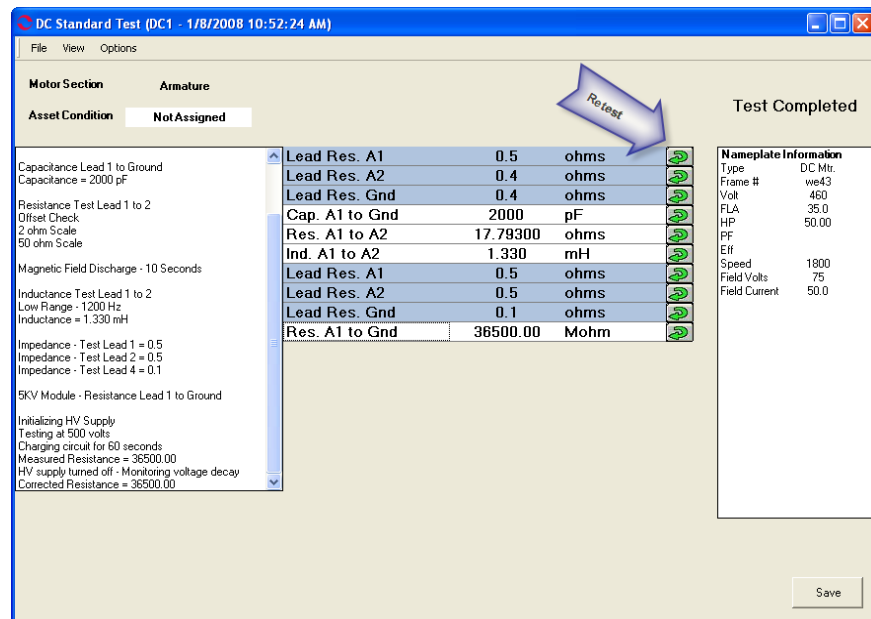 DC Standard Test (DC1 - 1/8/2008 10:52:24 AM)
File View Options
Motor Section Armature
Asset Condition Not Assigned
Retest
Test Completed
Capacitance Lead 1 to Ground
Capacitance = 2000 pF
Resistance Test Lead 1 to 2
Offset Check
2 ohm Scale
50 ohm Scale
Magnetic Field Discharge - 10 Seconds
Inductance Test Lead 1 to 2
Low Range - 1200 Hz
Inductance = 1.330 mH
Impedance - Test Lead 1 = 0.5
Impedance - Test Lead 2 = 0.5
Impedance - Test Lead 4 = 0.1
5KV Module - Resistance Lead 1 to Ground
Initializing HV Supply
Testing at 500 volts
Charging circuit for 60 seconds
Measured Resistance = 36500.00
HV supply turned off - Monitoring voltage decay
Corrected Resistance = 36500.00
Lead Res. A1 0.5 ohms
Lead Res. A2 0.4 ohms
Lead Res. Gnd 0.4 ohms
Cap. A1 to Gnd 2000 pF
Res. A1 to A2 17.79300 ohms
Ind. A1 to A2 1.330 mH
Lead Res. A1 0.5 ohms
Lead Res. A2 0.5 ohms
Lead Res. Gnd 0.1 ohms
Res. A1 to Gnd 36500.00 Mohm
Nameplate Information
Type DC Mtr.
Frame # we43
Volt 460
FLA 35.0
HP 50.00
PF
Eff
Speed 1800
Field Volts 75
Field Current 50.0
Save